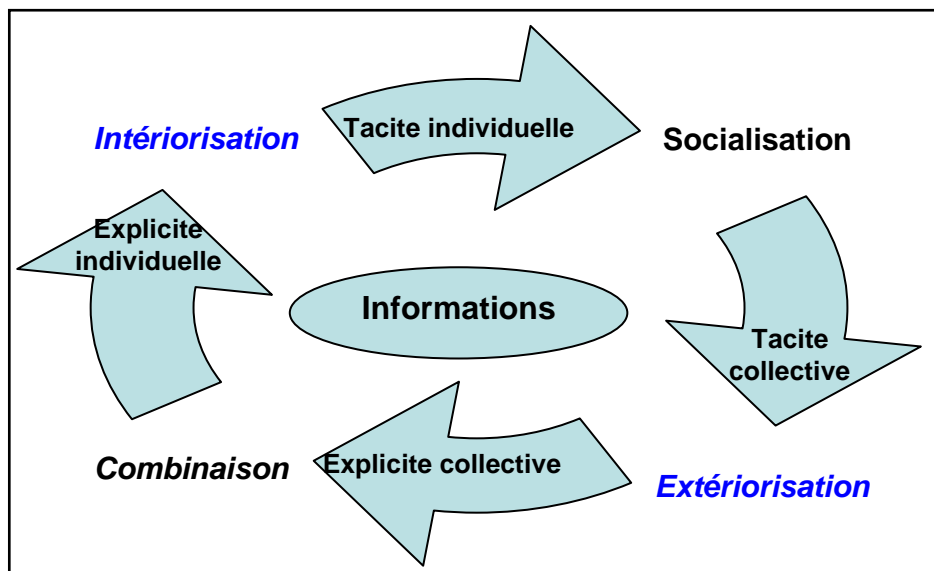 Intériorisation
Tacite individuelle
Socialisation
Explicite
individuelle
Informations
Tacite
collective
Combinaison
Explicite collective
Extériorisation